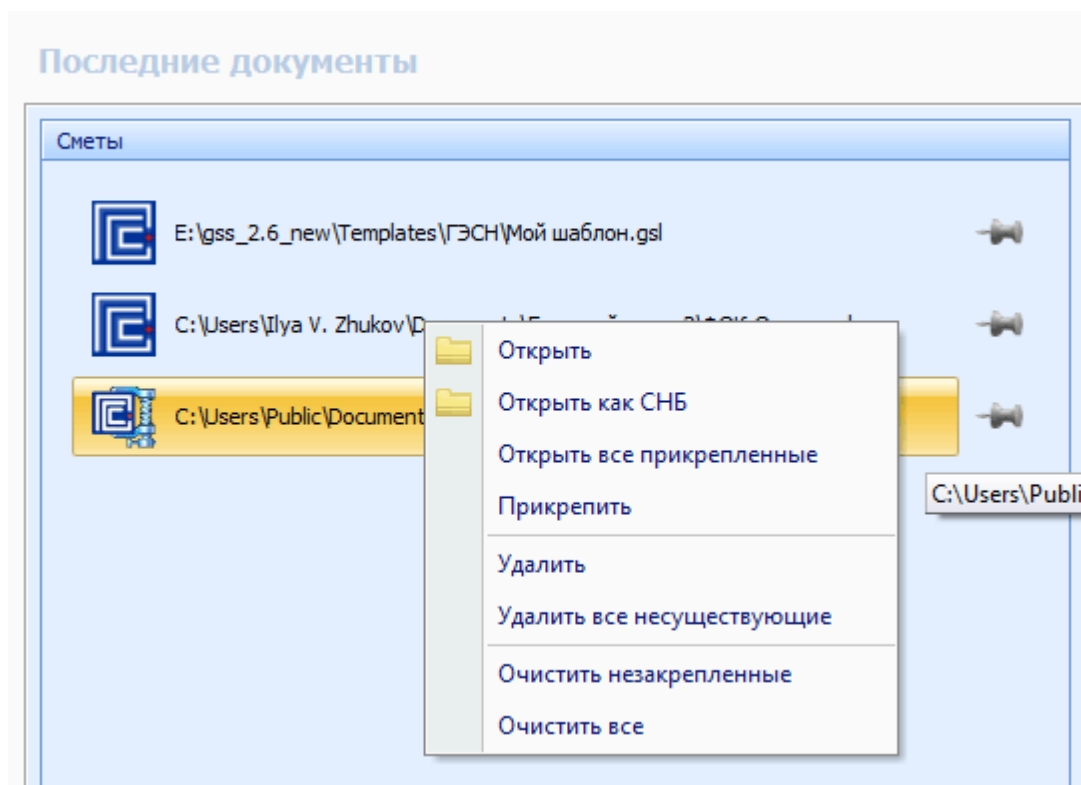 Последние документы
Сметы
E:\gss_2.6_new\Templates\ГЭСН\Мой шаблон.gsl
C:\Users\Ilya V. Zhukov\D
C:\Users\Public\Document
Открыть
Открыть как СНБ
Открыть все прикрепленные
Прикрепить
C:\Users\Publi
Удалить
Удалить все несуществующие
Очистить незакрепленные
Очистить все